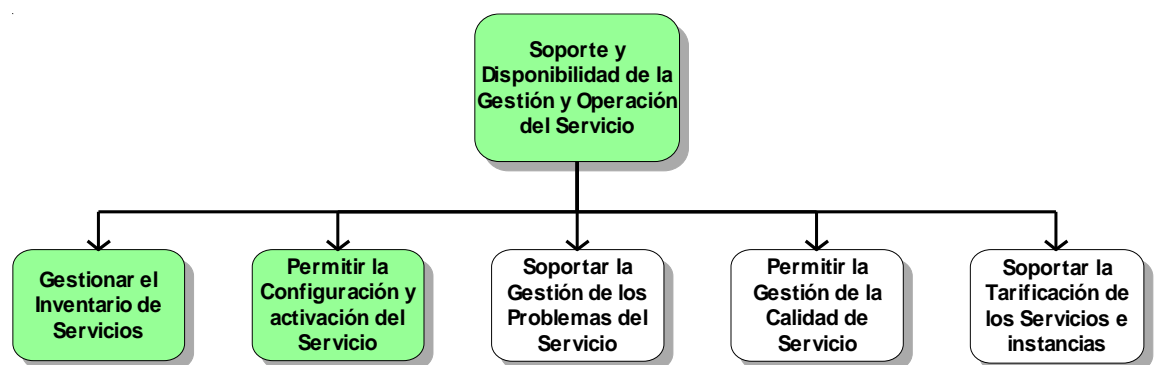 Soporte y
Disponibilidad de la
Gestión y Operación
del Servicio
Gestionar el
Inventario de
Servicios
Permitir la
Configuración y
activación del
Servicio
Soportar la
Gestión de los
Problemas del
Servicio
Permitir la
Gestión de la
Calidad de
Servicio
Soportar la
Tarificación de
los Servicios e
instancias